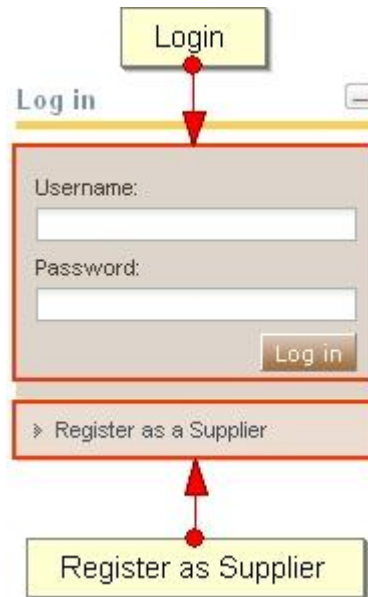 Login
Log in
Username:
Password:
Log in
Register as a Supplier
Register as Supplier